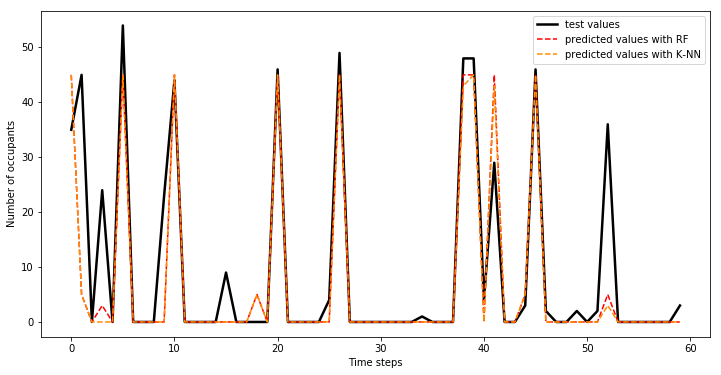 test values
predicted values with RF
predicted values with K-NN
Number of occupants
50
40
30
20
10
0
0 10 20 30 40 50 60
Time steps